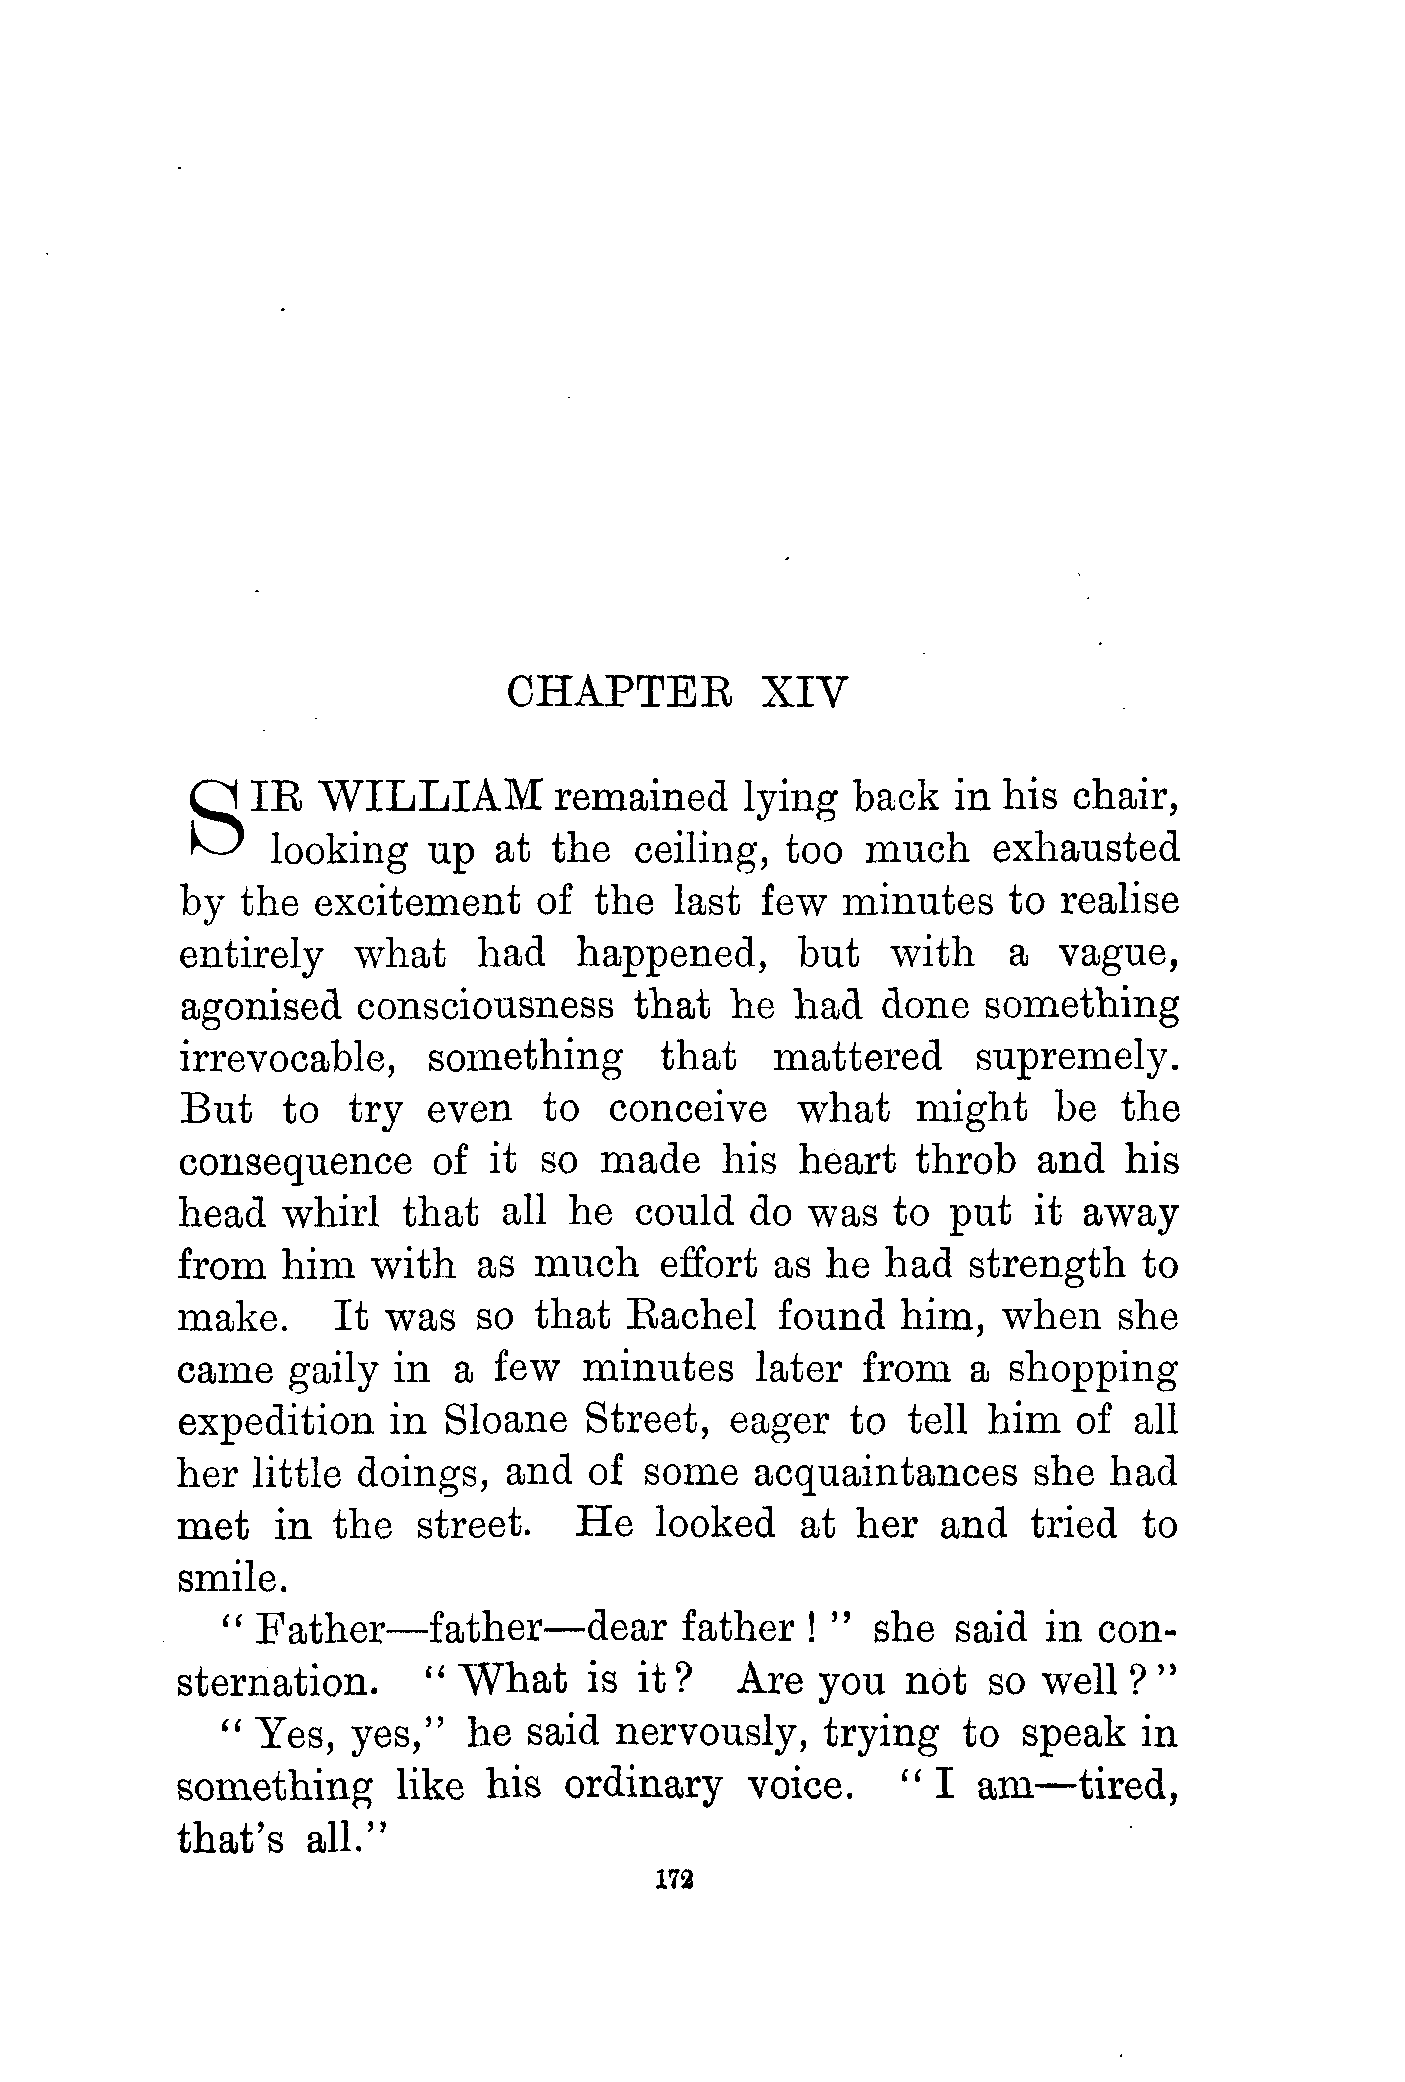 CHAPTER XIV
SIR WILLIAM remained lying back in his chair,
looking up at the ceiling, too much exhausted
by the excitement of the last few minutes to realise
entirely what had happened, but with a vague,
agonised consciousness that he had done something
irrevocable, something that mattered supremely.
But to try even to conceive what might be the
consequence of it so made his heart throb and his
head whirl that all he could do was to put it away
from him with as much effort as he had strength to
make. It was so that Rachel found him, when she
came gaily in a few minutes later from a shopping
expedition in Sloane Street, eager to tell him of all
her little doings, and of some acquaintances she had
met in the street. He looked at her and tried to
smile.
“ Father—father—dear father ! ” she said in con-
sternation. “ What is it ? Are you not so well ? ”
“ Yes, yes,” he said nervously, trying to speak in
something like his ordinary voice. “ I am—tired,
that’s all.”
172